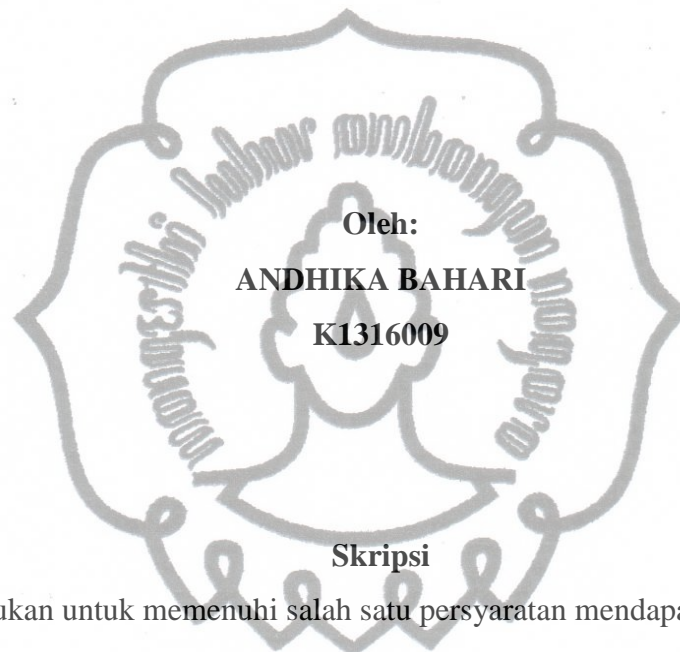 Oleh:
ANDHIKA BAHARI
K1316009
Skripsi
ukan untuk memenuhi salah satu persyaratan mendapa